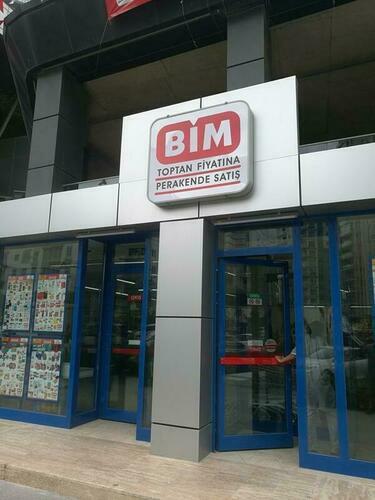 BİM
TOPTAN FİYATINA
PERAKENDE SATIŞ